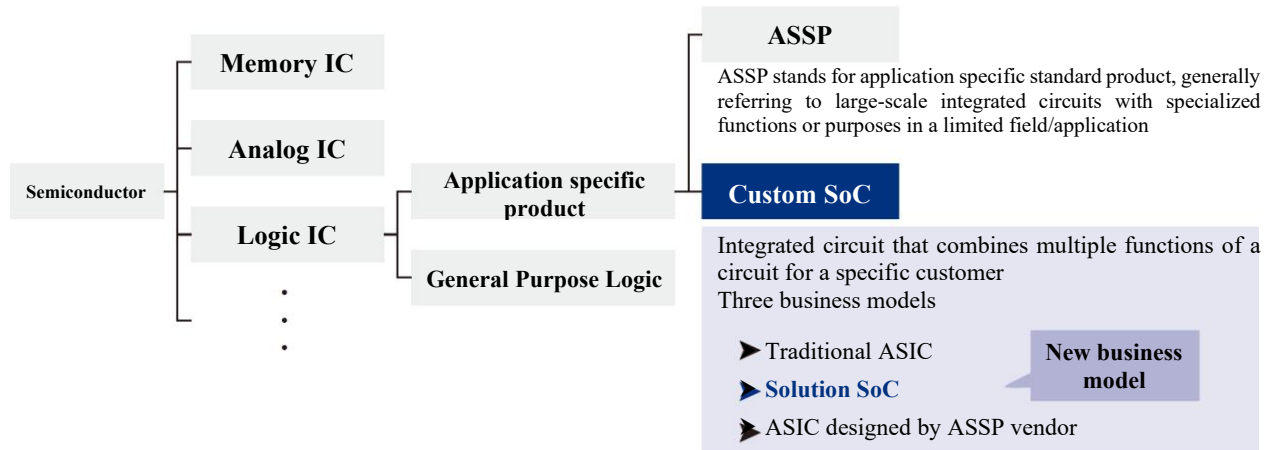 Semiconductor
Memory IC
Analog IC
Logic IC
Application specific
product
General Purpose Logic
ASSP
ASSP stands for application specific standard product, generally
referring to large-scale integrated circuits with specialized
functions or purposes in a limited field/application
Custom SoC
Integrated circuit that combines multiple functions of a
circuit for a specific customer
Three business models
Traditional ASIC
Solution SoC
ASIC designed by ASSP vendor
New business
model